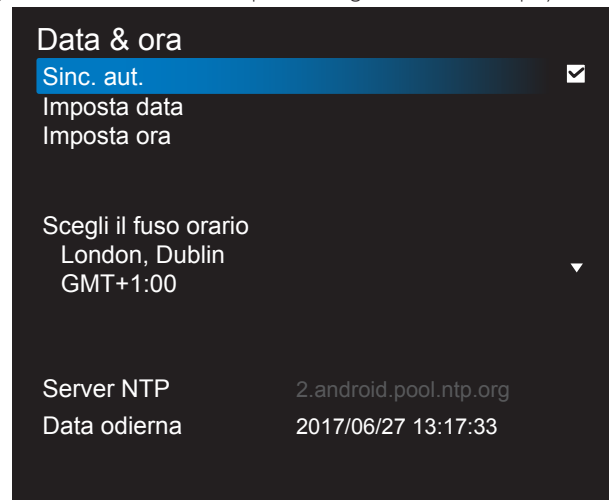 Data & ora
Sinc. aut.
Imposta data
Imposta ora
Scegli il fuso orario
London, Dublin
GMT+1:00
Server NTP 2.android.pool.ntp.org
Data odierna 2017/06/27 13:17:33